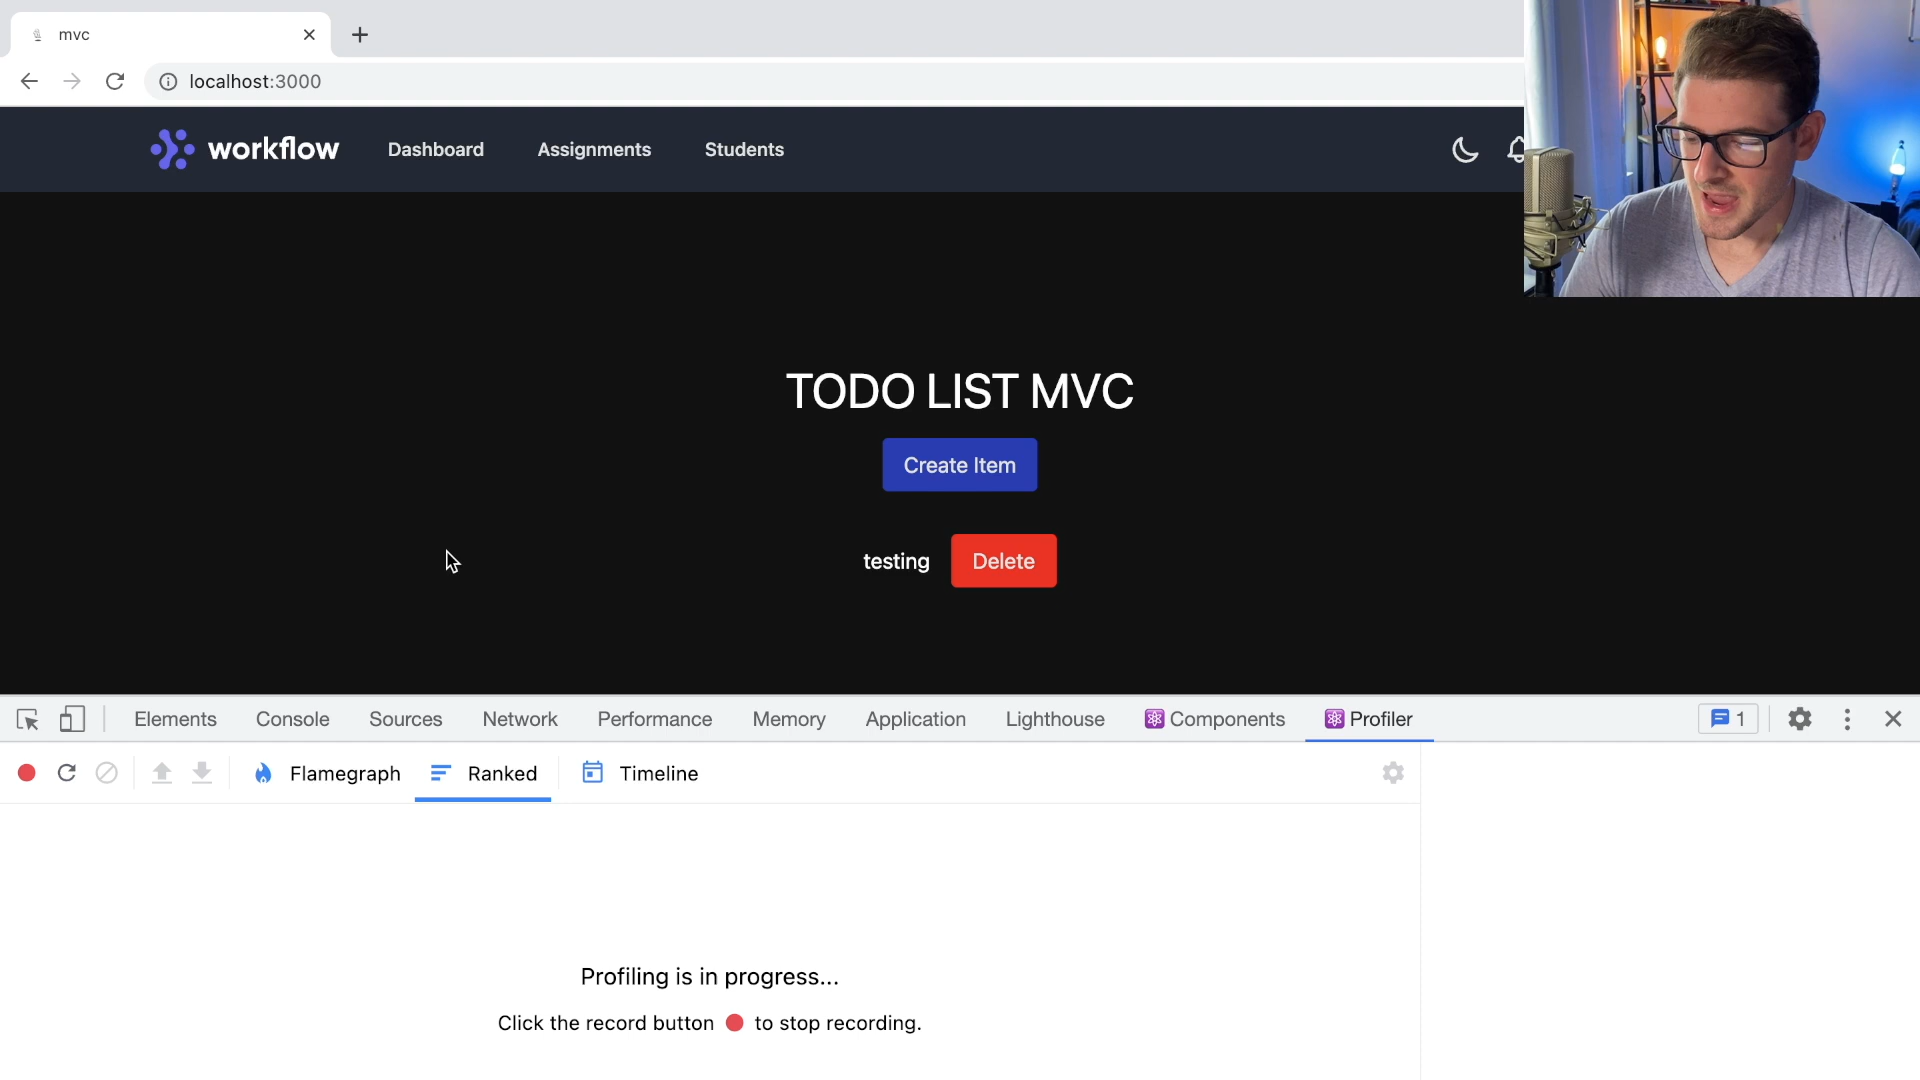 mvc
localhost:3000
workflow Dashboard Assignments Students
TODO LIST MVC
Create Item
testing Delete
Elements Console Sources Network Performance Memory Application Lighthouse Components Profiler 1
Flamegraph Ranked Timeline
Profiling is in progress...
Click the record button to stop recording.